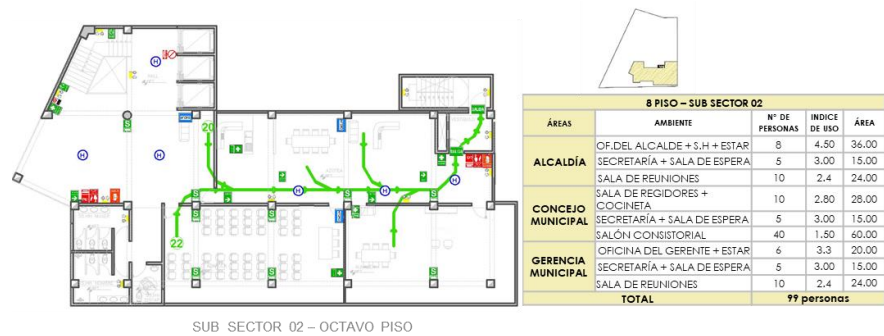 20
22
SALIDA
SUB SECTOR 02 – OCTAVO PISO
8 PISO – SUB SECTOR 02
ÁREAS AMBIENTE N° DE PERSONAS INDICE DE USO ÁREA
ALCALDÍA
OF.DEL ALCALDE + S.H + ESTAR 8 4.50 36.00
SECRETARÍA + SALA DE ESPERA 5 3.00 15.00
SALA DE REUNIONES 10 2.4 24.00
CONCEJO MUNICIPAL
SALA DE REGIDORES + COCINETA 10 2.80 28.00
SECRETARÍA + SALA DE ESPERA 5 3.00 15.00
SALÓN CONSISTORIAL 40 1.50 60.00
GERENCIA MUNICIPAL
OFICINA DEL GERENTE + ESTAR 6 3.3 20.00
SECRETARÍA + SALA DE ESPERA 5 3.00 15.00
SALA DE REUNIONES 10 2.4 24.00
TOTAL 99 personas